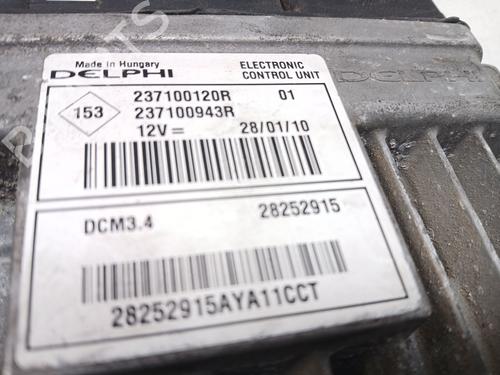 Made in Hungary
DELPHI
ELECTRONIC
CONTROL UNIT
153
237100120R 01
237100943R
12V= 28/01/10
DCM3.4 28252915
28252915AYA11CCT
DELPHI